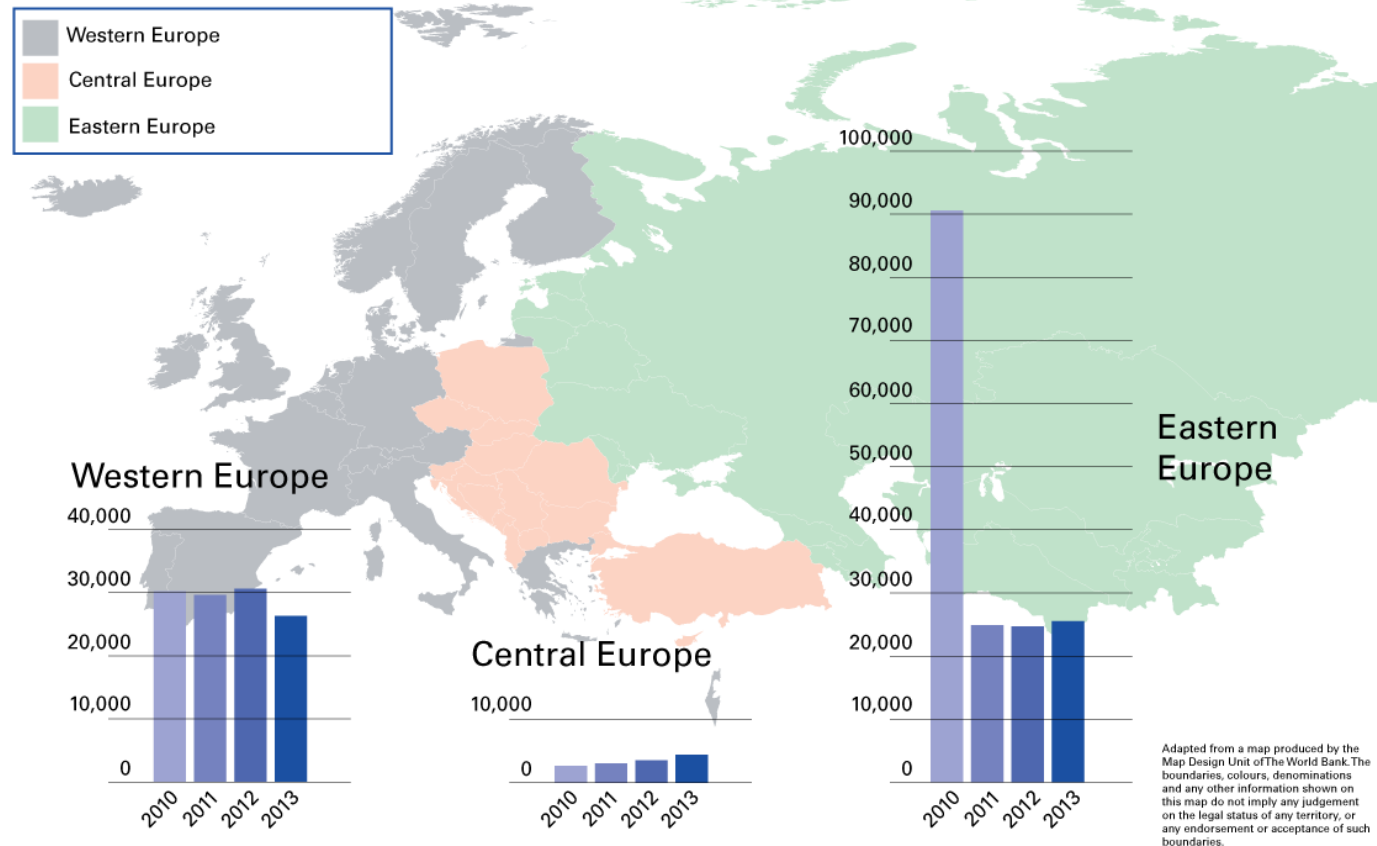 Western Europe
Central Europe
Eastern Europe
Western Europe
40,000
30,000
20,000
10,000
0
2010
2011
2012
2013
Central Europe
10,000
0
2010
2011
2012
2013
Eastern
Europe
100,000
90,000
80,000
70,000
60,000
50,000
40,000
30,000
20,000
10,000
0
2010
2011
2012
2013
Adapted from a map produced by the
Map Design Unit of The World Bank. The
boundaries, colours, denominations
and any other information shown on
this map do not imply any judgement
on the legal status of any territory, or
any endorsement or acceptance of such
boundaries.